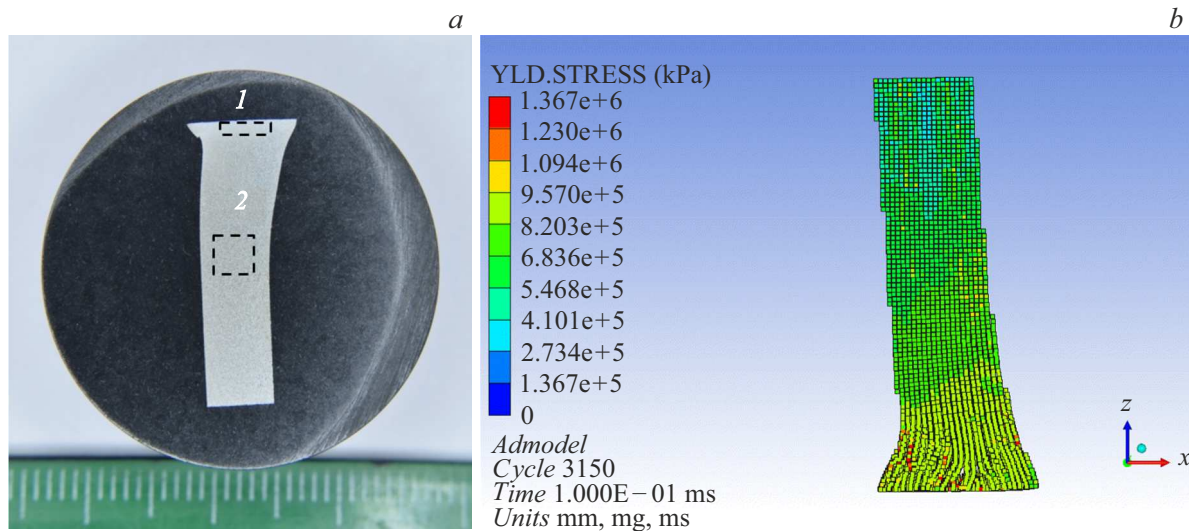 a
b
1
2
YLD.STRESS (kPa)
1.367e+6
1.230e+6
1.094e+6
9.570e+5
8.203e+5
6.836e+5
5.468e+5
4.101e+5
2.734e+5
1.367e+5
0
Admodel
Cycle 3150
Time 1.000E−01 ms
Units mm, mg, ms
z
x